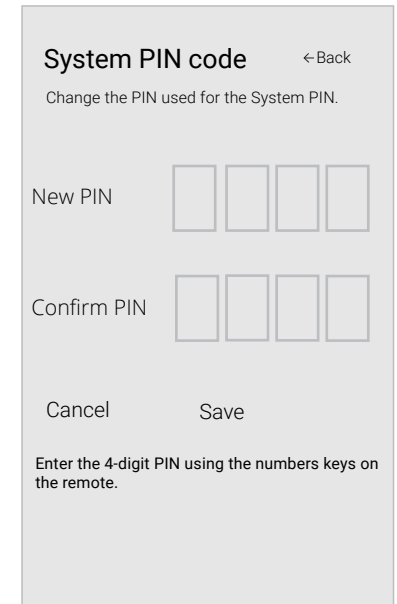 System PIN code
←Back
Change the PIN used for the System PIN.
New PIN
Confirm PIN
Cancel
Save
Enter the 4-digit PIN using the numbers keys on
the remote.